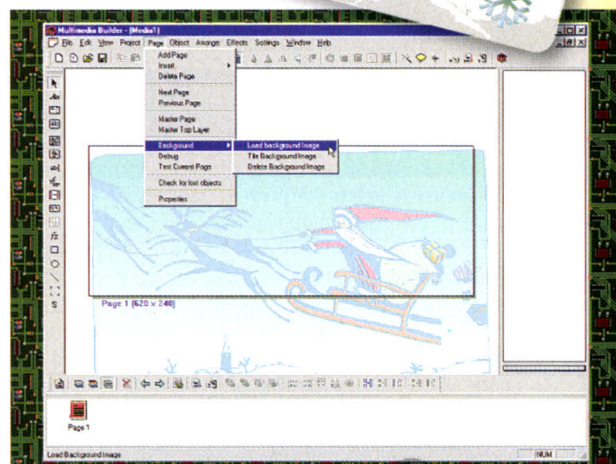 Multimedia Builder - [Media1]
File Edit View Project Page Object Arrange Effects Settings Window Help
Add Page
Insert
Delete Page
Next Page
Previous Page
Master Page
Master Top Layer
Background
Debug
Test Current Page
Check for lost objects
Properties
Load background Image
Tile Background Image
Delete Background Image
Page 1 (620 x 240)
S
Page 1
Load Background Image
NUM